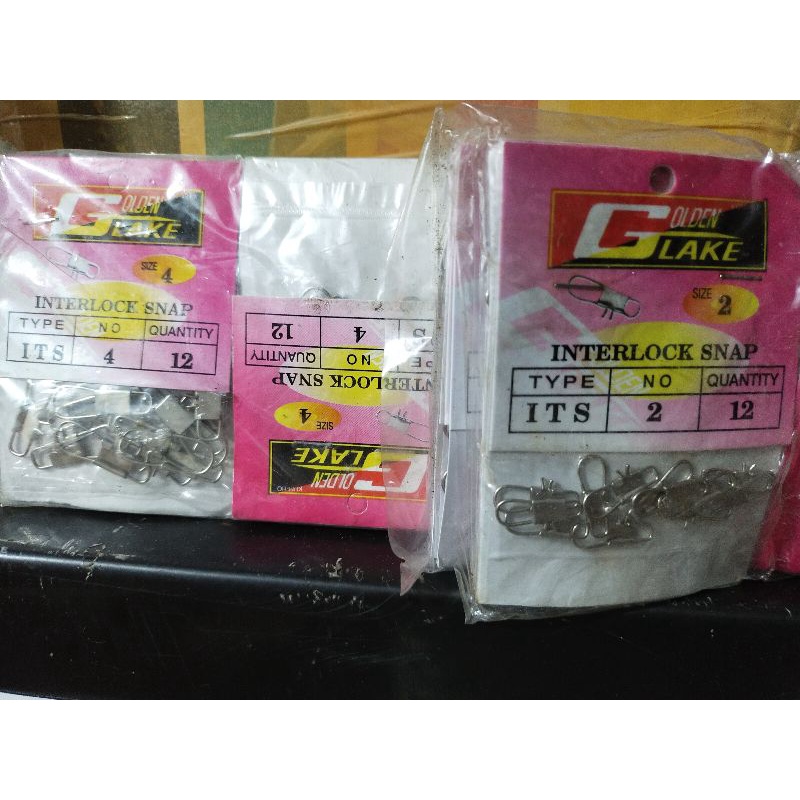 GOLDEN
LAKE
SIZE 4
INTERLOCK SNAP
TYPE NO QUANTITY
ITS 4 12
GOLDEN
LAKE
SIZE 4
INTERLOCK SNAP
NO QUANTITY
4 12
GOLDEN
LAKE
SIZE 2
INTERLOCK SNAP
TYPE NO QUANTITY
ITS 2 12